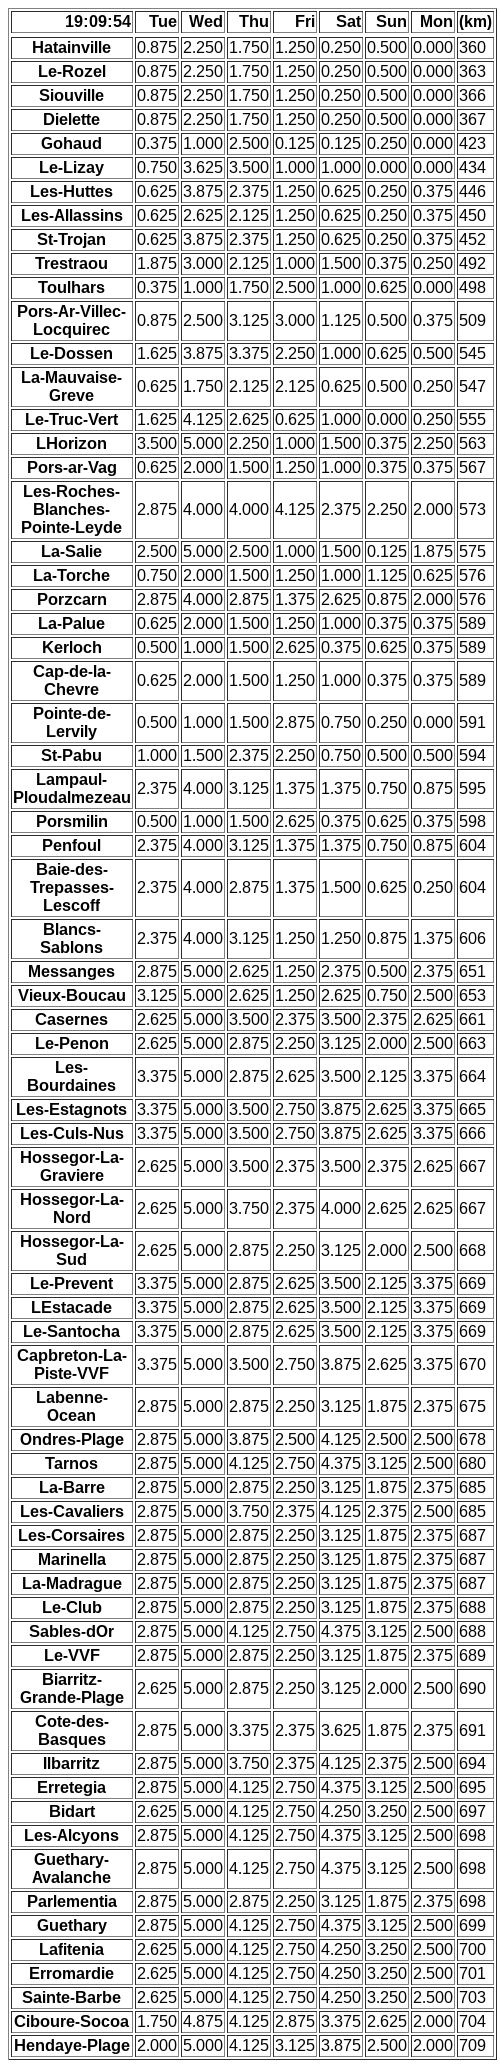 19:09:54 Tue Wed Thu Fri Sat Sun Mon (km)
Hatainville 0.875 2.250 1.750 1.250 0.250 0.500 0.000 360
Le-Rozel 0.875 2.250 1.750 1.250 0.250 0.500 0.000 363
Siouville 0.875 2.250 1.750 1.250 0.250 0.500 0.000 366
Dielette 0.875 2.250 1.750 1.250 0.250 0.500 0.000 367
Gohaud 0.375 1.000 2.500 0.125 0.125 0.250 0.000 423
Le-Lizay 0.750 3.625 3.500 1.000 1.000 0.000 0.000 434
Les-Huttes 0.625 3.875 2.375 1.250 0.625 0.250 0.375 446
Les-Allassins 0.625 2.625 2.125 1.250 0.625 0.250 0.375 450
St-Trojan 0.625 3.875 2.375 1.250 0.625 0.250 0.375 452
Trestraou 1.875 3.000 2.125 1.000 1.500 0.375 0.250 492
Toulhars 0.375 1.000 1.750 2.500 1.000 0.625 0.000 498
Pors-Ar-Villec-
Locquirec 0.875 2.500 3.125 3.000 1.125 0.500 0.375 509
Le-Dossen 1.625 3.875 3.375 2.250 1.000 0.625 0.500 545
La-Mauvaise-
Greve 0.625 1.750 2.125 2.125 0.625 0.500 0.250 547
Le-Truc-Vert 1.625 4.125 2.625 0.625 1.000 0.000 0.250 555
LHorizon 3.500 5.000 2.250 1.000 1.500 0.375 2.250 563
Pors-ar-Vag 0.625 2.000 1.500 1.250 1.000 0.375 0.375 567
Les-Roches-
Blanches-
Pointe-Leyde 2.875 4.000 4.000 4.125 2.375 2.250 2.000 573
La-Salie 2.500 5.000 2.500 1.000 1.500 0.125 1.875 575
La-Torche 0.750 2.000 1.500 1.250 1.000 1.125 0.625 576
Porzcarn 2.875 4.000 2.875 1.375 2.625 0.875 2.000 576
La-Palue 0.625 2.000 1.500 1.250 1.000 0.375 0.375 589
Kerloch 0.500 1.000 1.500 2.625 0.375 0.625 0.375 589
Cap-de-la-
Chevre 0.625 2.000 1.500 1.250 1.000 0.375 0.375 589
Pointe-de-
Lervily 0.500 1.000 1.500 2.875 0.750 0.250 0.000 591
St-Pabu 1.000 1.500 2.375 2.250 0.750 0.500 0.500 594
Lampaul-
Ploudalmezeau 2.375 4.000 3.125 1.375 1.375 0.750 0.875 595
Porsmilin 0.500 1.000 1.500 2.625 0.375 0.625 0.375 598
Penfoul 2.375 4.000 3.125 1.375 1.375 0.750 0.875 604
Baie-des-
Trepasses-
Lescoff 2.375 4.000 2.875 1.375 1.500 0.625 0.250 604
Blancs-
Sablons 2.375 4.000 3.125 1.250 1.250 0.875 1.375 606
Messanges 2.875 5.000 2.625 1.250 2.375 0.500 2.375 651
Vieux-Boucau 3.125 5.000 2.625 1.250 2.625 0.750 2.500 653
Casernes 2.625 5.000 3.500 2.375 3.500 2.375 2.625 661
Le-Penon 2.625 5.000 2.875 2.250 3.125 2.000 2.500 663
Les-
Bourdaines 3.375 5.000 2.875 2.625 3.500 2.125 3.375 664
Les-Estagnots 3.375 5.000 3.500 2.750 3.875 2.625 3.375 665
Les-Culs-Nus 3.375 5.000 3.500 2.750 3.875 2.625 3.375 666
Hossegor-La-
Graviere 2.625 5.000 3.500 2.375 3.500 2.375 2.625 667
Hossegor-La-
Nord 2.625 5.000 3.750 2.375 4.000 2.625 2.625 667
Hossegor-La-
Sud 2.625 5.000 2.875 2.250 3.125 2.000 2.500 668
Le-Prevent 3.375 5.000 2.875 2.625 3.500 2.125 3.375 669
LEstacade 3.375 5.000 2.875 2.625 3.500 2.125 3.375 669
Le-Santocha 3.375 5.000 2.875 2.625 3.500 2.125 3.375 669
Capbreton-La-
Piste-VVF 3.375 5.000 3.500 2.750 3.875 2.625 3.375 670
Labenne-
Ocean 2.875 5.000 2.875 2.250 3.125 1.875 2.375 675
Ondres-Plage 2.875 5.000 3.875 2.500 4.125 2.500 2.500 678
Tarnos 2.875 5.000 4.125 2.750 4.375 3.125 2.500 680
La-Barre 2.875 5.000 2.875 2.250 3.125 1.875 2.375 685
Les-Cavaliers 2.875 5.000 3.750 2.375 4.125 2.375 2.500 685
Les-Corsaires 2.875 5.000 2.875 2.250 3.125 1.875 2.375 687
Marinella 2.875 5.000 2.875 2.250 3.125 1.875 2.375 687
La-Madrague 2.875 5.000 2.875 2.250 3.125 1.875 2.375 687
Le-Club 2.875 5.000 2.875 2.250 3.125 1.875 2.375 688
Sables-dOr 2.875 5.000 4.125 2.750 4.375 3.125 2.500 688
Le-VVF 2.875 5.000 2.875 2.250 3.125 1.875 2.375 689
Biarritz-
Grande-Plage 2.625 5.000 2.875 2.250 3.125 2.000 2.500 690
Cote-des-
Basques 2.875 5.000 3.375 2.375 3.625 1.875 2.375 691
Ilbarritz 2.875 5.000 3.750 2.375 4.125 2.375 2.500 694
Erretegia 2.875 5.000 4.125 2.750 4.375 3.125 2.500 695
Bidart 2.625 5.000 4.125 2.750 4.250 3.250 2.500 697
Les-Alcyons 2.875 5.000 4.125 2.750 4.375 3.125 2.500 698
Guethary-
Avalanche 2.875 5.000 4.125 2.750 4.375 3.125 2.500 698
Parlementia 2.875 5.000 2.875 2.250 3.125 1.875 2.375 698
Guethary 2.875 5.000 4.125 2.750 4.375 3.125 2.500 699
Lafitenia 2.625 5.000 4.125 2.750 4.250 3.250 2.500 700
Erromardie 2.625 5.000 4.125 2.750 4.250 3.250 2.500 701
Sainte-Barbe 2.625 5.000 4.125 2.750 4.250 3.250 2.500 703
Ciboure-Socoa 1.750 4.875 4.125 2.875 3.375 2.625 2.000 704
Hendaye-Plage 2.000 5.000 4.125 3.125 3.875 2.500 2.000 709